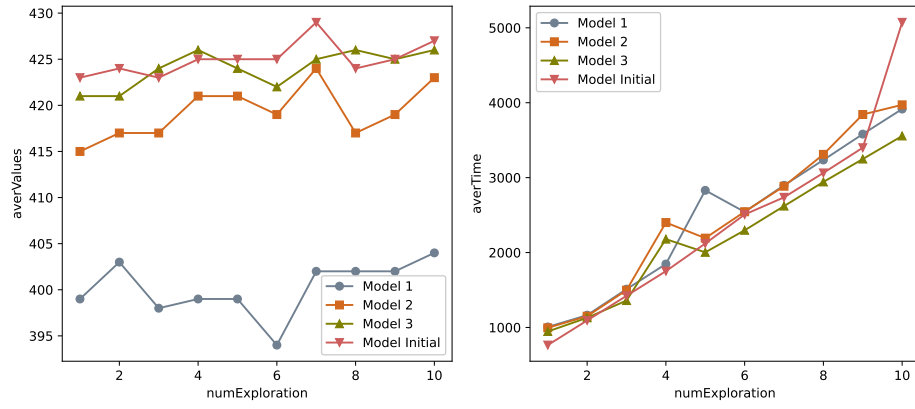 430
425
420
415
410
405
400
395
averValues
2
4
6
8
10
numExploration
Model 1
Model 2
Model 3
Model Initial
5000
4000
3000
2000
1000
averTime
2
4
6
8
10
numExploration
Model 1
Model 2
Model 3
Model Initial